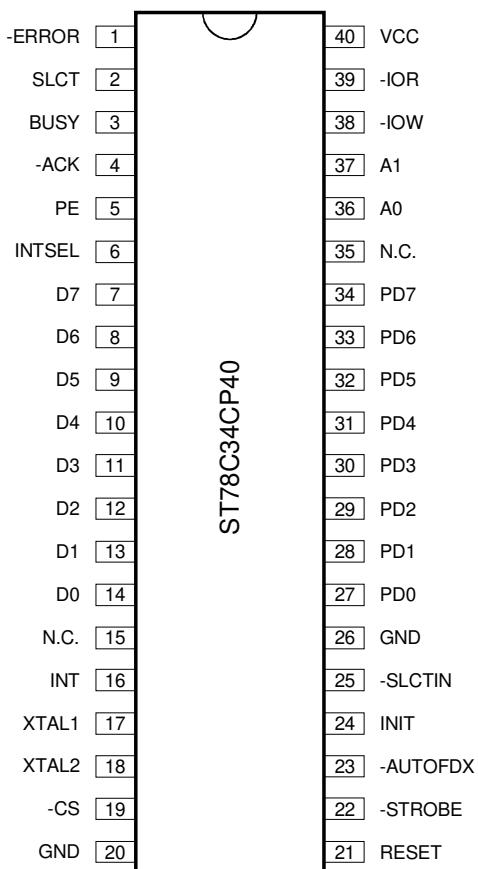 -ERROR 1 40 VCC
SLCT 2 39 -IOR
BUSY 3 38 -IOW
-ACK 4 37 A1
PE 5 36 A0
INTSEL 6 35 N.C.
D7 7 34 PD7
D6 8 33 PD6
D5 9 32 PD5
D4 10 31 PD4
D3 11 30 PD3
D2 12 29 PD2
D1 13 28 PD1
D0 14 27 PD0
N.C. 15 26 GND
INT 16 25 -SLCTIN
XTAL1 17 24 INIT
XTAL2 18 23 -AUTOFDX
-CS 19 22 -STROBE
GND 20 21 RESET
ST78C34CP40